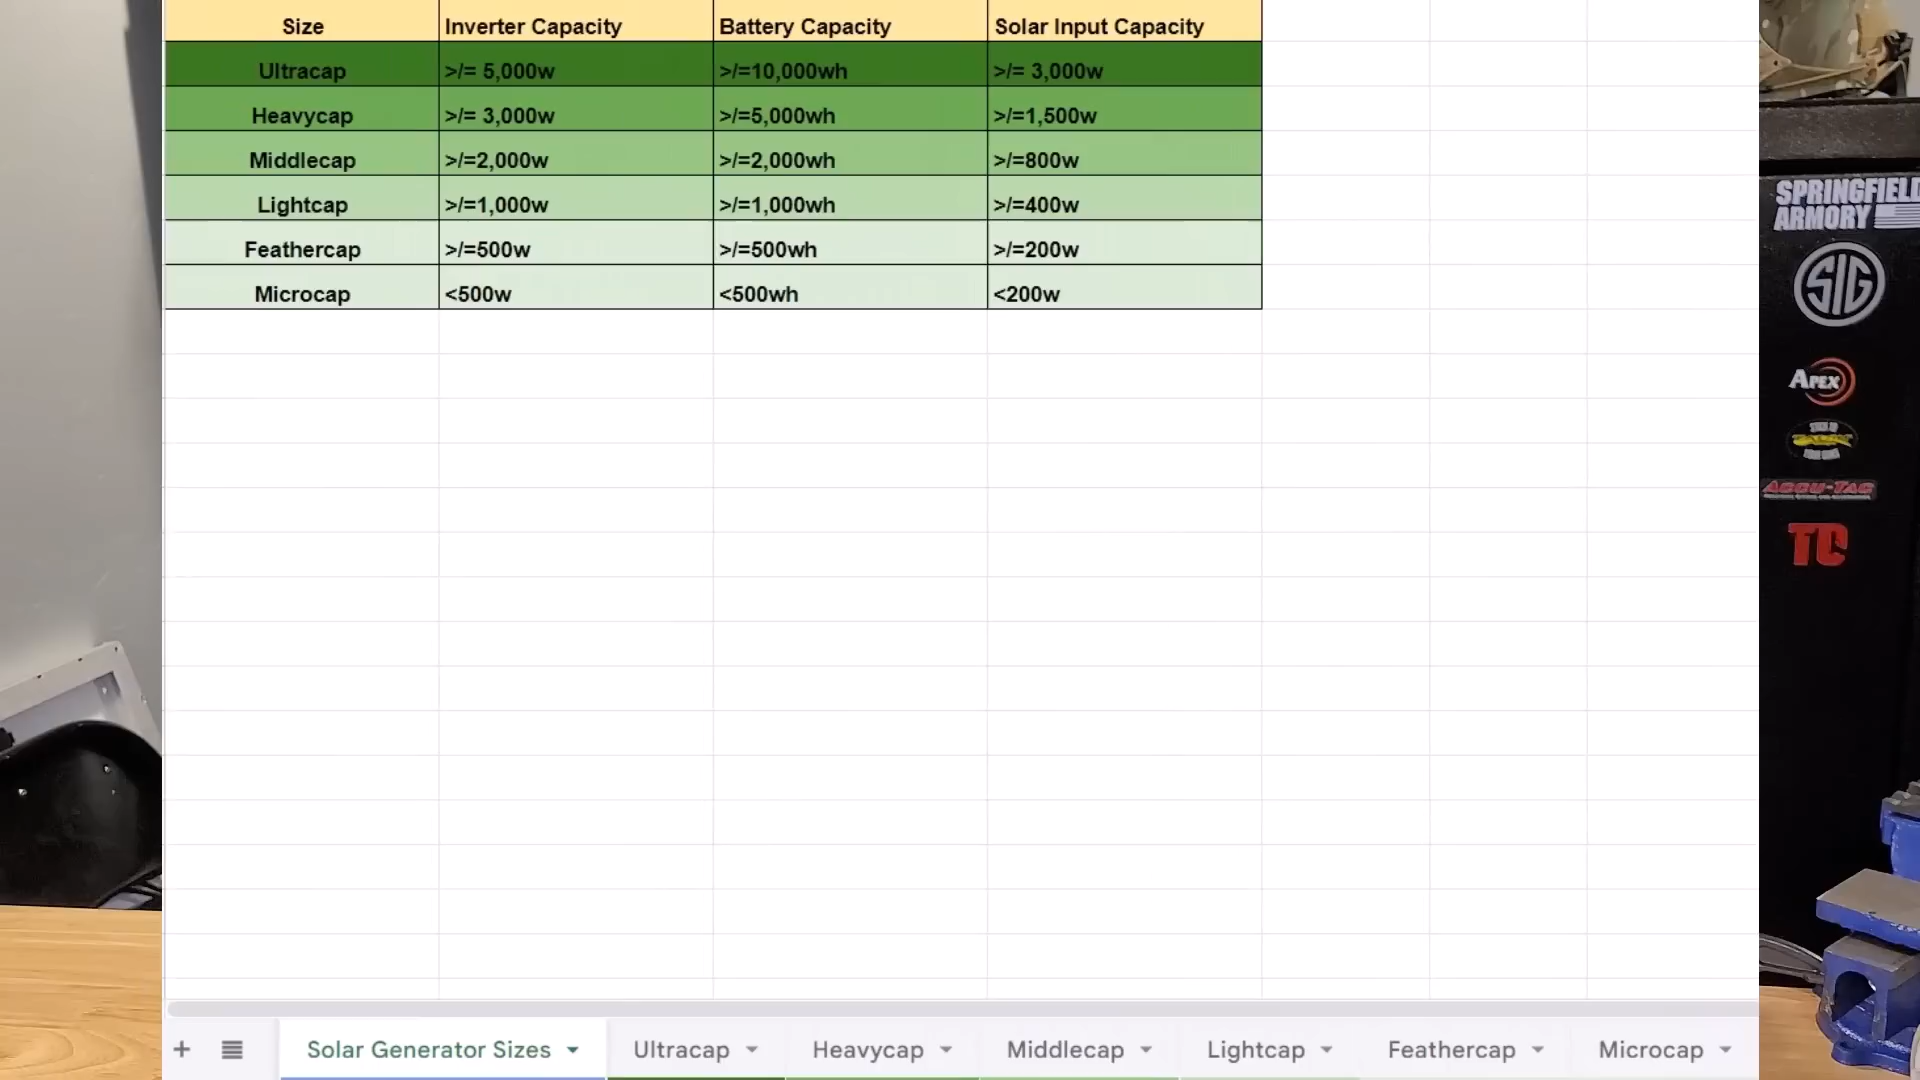 Size Inverter Capacity Battery Capacity Solar Input Capacity
Ultracap >/= 5,000w >/=10,000wh >/= 3,000w
Heavycap >/= 3,000w >/=5,000wh >/=1,500w
Middlecap >/=2,000w >/=2,000wh >/=800w
Lightcap >/=1,000w >/=1,000wh >/=400w
Feathercap >/=500w >/=500wh >/=200w
Microcap <500w <500wh <200w
SPRINGFIELD
ARMORY
SIG
APEX
ACCU-TAC
TC
+ Solar Generator Sizes Ultracap Heavycap Middlecap Lightcap Feathercap Microcap